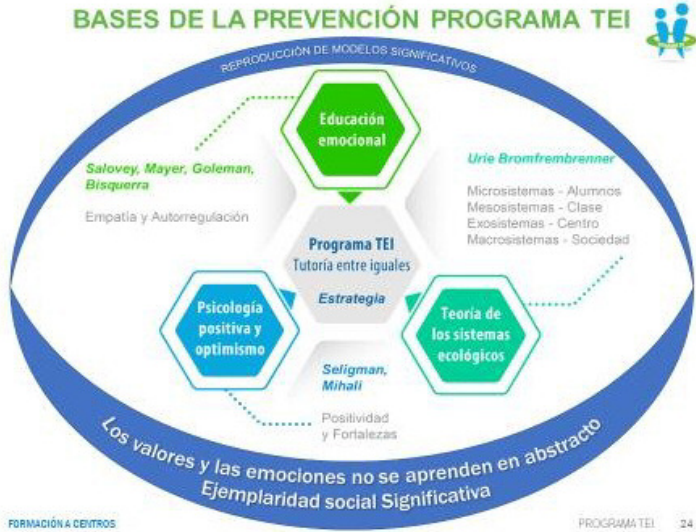 BASES DE LA PREVENCIÓN PROGRAMA TEI
REPRODUCCIÓN DE MODELOS SIGNIFICATIVOS
Educación
emocional
Salovey, Mayer, Goleman,
Bisquerra
Empatía y Autorregulación
Urie Bromfrembrenner
Microsistemas - Alumnos
Mesosistemas - Clase
Exosistemas - Centro
Macrosistemas - Sociedad
Programa TEI
Tutoría entre iguales
Estrategia
Psicología
positiva y
optimismo
Teoría de
los sistemas
ecológicos
Seligman,
Mihali
Positividad
y Fortalezas
Los valores y las emociones no se aprenden en abstracto
Ejemplaridad social Significativa
FORMACIÓN A CENTROS
PROGRAMA TEI 24